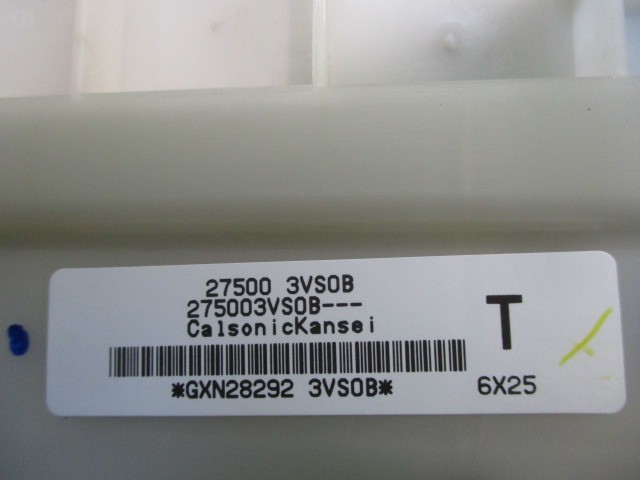 27500 3VS0B
275003VS0B---
CalsonicKansei
T
*GXN28292 3VS0B*
6X25